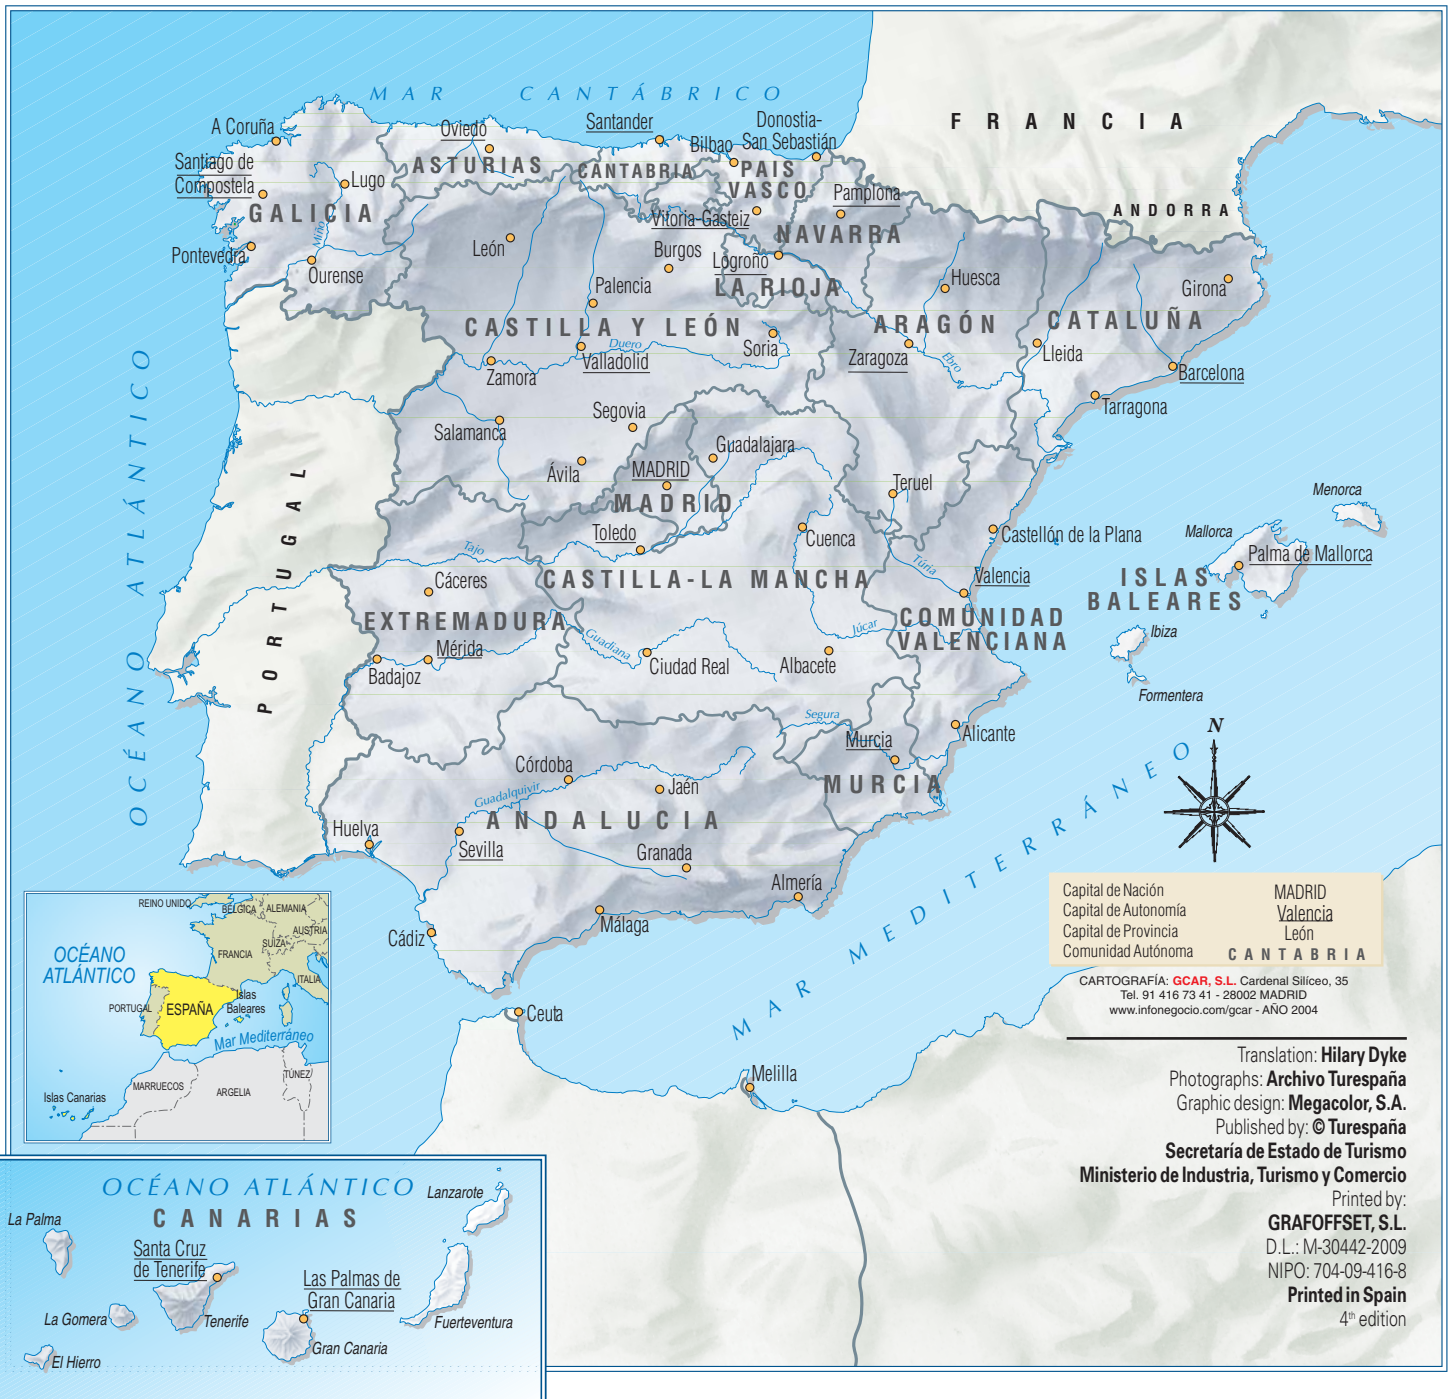 MAR CANTÁBRICO
FRANCIA
ANDORRA
A Coruña
Oviedo
Santander
Bilbao
Donostia-
San Sebastián
Santiago de
Compostela
Lugo
ASTURIAS
CANTABRIA
PAIS
VASCO
Pamplona
GALICIA
Vitoria-Gasteiz
NAVARRA
Miño
León
Burgos
Logroño
Pontevedra
Ourense
Palencia
LA RIOJA
Huesca
Girona
CASTILLA Y LEÓN
ARAGÓN
CATALUÑA
Duero
Soria
Zaragoza
Ebro
Lleida
Zamora
Valladolid
Barcelona
Tarragona
Segovia
Salamanca
Guadalajara
Ávila
MADRID
MADRID
Teruel
Menorca
OCÉANO ATLÁNTICO
PORTUGAL
Toledo
Cuenca
Castellón de la Plana
Mallorca
Palma de Mallorca
Tajo
Cáceres
CASTILLA-LA MANCHA
Túria
Valencia
ISLAS
BALEARES
EXTREMADURA
COMUNIDAD
VALENCIANA
Júcar
Guadiana
Ibiza
Mérida
Badajoz
Ciudad Real
Albacete
Formentera
Segura
Murcia
Alicante
N
Córdoba
MURCIA
Jaén
Guadalquivir
ANDALUCIA
Huelva
Sevilla
Granada
Almería
Málaga
Cádiz
MAR MEDITERRÁNEO
Ceuta
Melilla
Capital de Nación MADRID
Capital de Autonomía Valencia
Capital de Provincia León
Comunidad Autónoma CANTABRIA
CARTOGRAFÍA: GCAR, S.L. Cardenal Silíceo, 35
Tel. 91 416 73 41 - 28002 MADRID
www.infonegocio.com/gcar - AÑO 2004
Translation: Hilary Dyke
Photographs: Archivo Turespaña
Graphic design: Megacolor, S.A.
Published by: © Turespaña
Secretaría de Estado de Turismo
Ministerio de Industria, Turismo y Comercio
Printed by:
GRAFOFFSET, S.L.
D.L.: M-30442-2009
NIPO: 704-09-416-8
Printed in Spain
4th edition
REINO UNIDO
BÉLGICA
ALEMANIA
AUSTRIA
SUIZA
FRANCIA
ITALIA
OCÉANO
ATLÁNTICO
PORTUGAL
ESPAÑA
Islas
Baleares
Mar Mediterráneo
MARRUECOS
ARGELIA
TÚNEZ
Islas Canarias
OCÉANO ATLÁNTICO
CANARIAS
Lanzarote
La Palma
Santa Cruz
de Tenerife
Las Palmas de
Gran Canaria
La Gomera
Tenerife
Fuerteventura
Gran Canaria
El Hierro